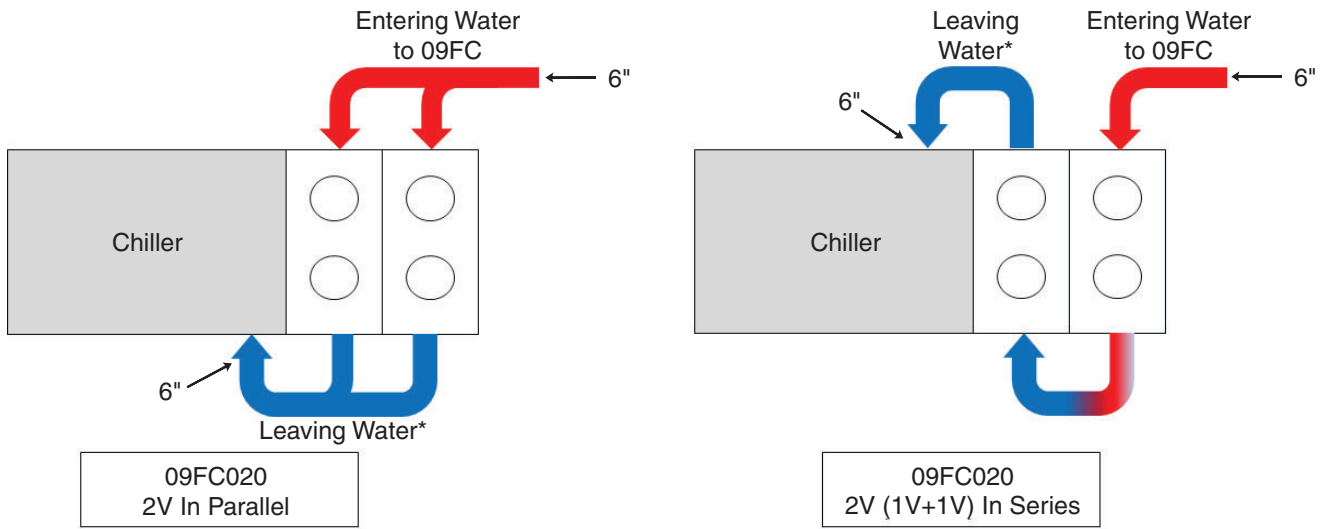 Entering Water
to 09FC
6"
Chiller
6"
Leaving Water*
09FC020
2V In Parallel
Leaving
Water*
Entering Water
to 09FC
6"
6"
Chiller
09FC020
2V (1V+1V) In Series